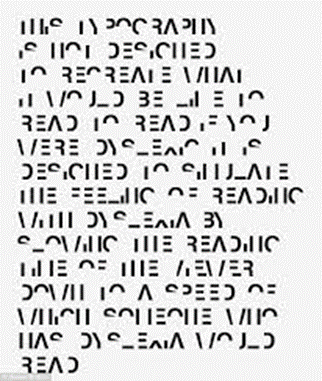 THIS TYPOGRAPHY
IS NOT DESIGNED
TO RECREATE WHAT
IT WOULD BE LIKE TO
READ TO READ IF YOU
WERE DYSLEXIC IT IS
DESIGNED TO SIMULATE
THE FEELING OF READING
WITH DYSLEXIA BY
SLOWING THE READING
TIME OF THE VIEWER
DOWN TO A SPEED OF
WHICH SOMEONE WHO
HAS DYSLEXIA WOULD
READ